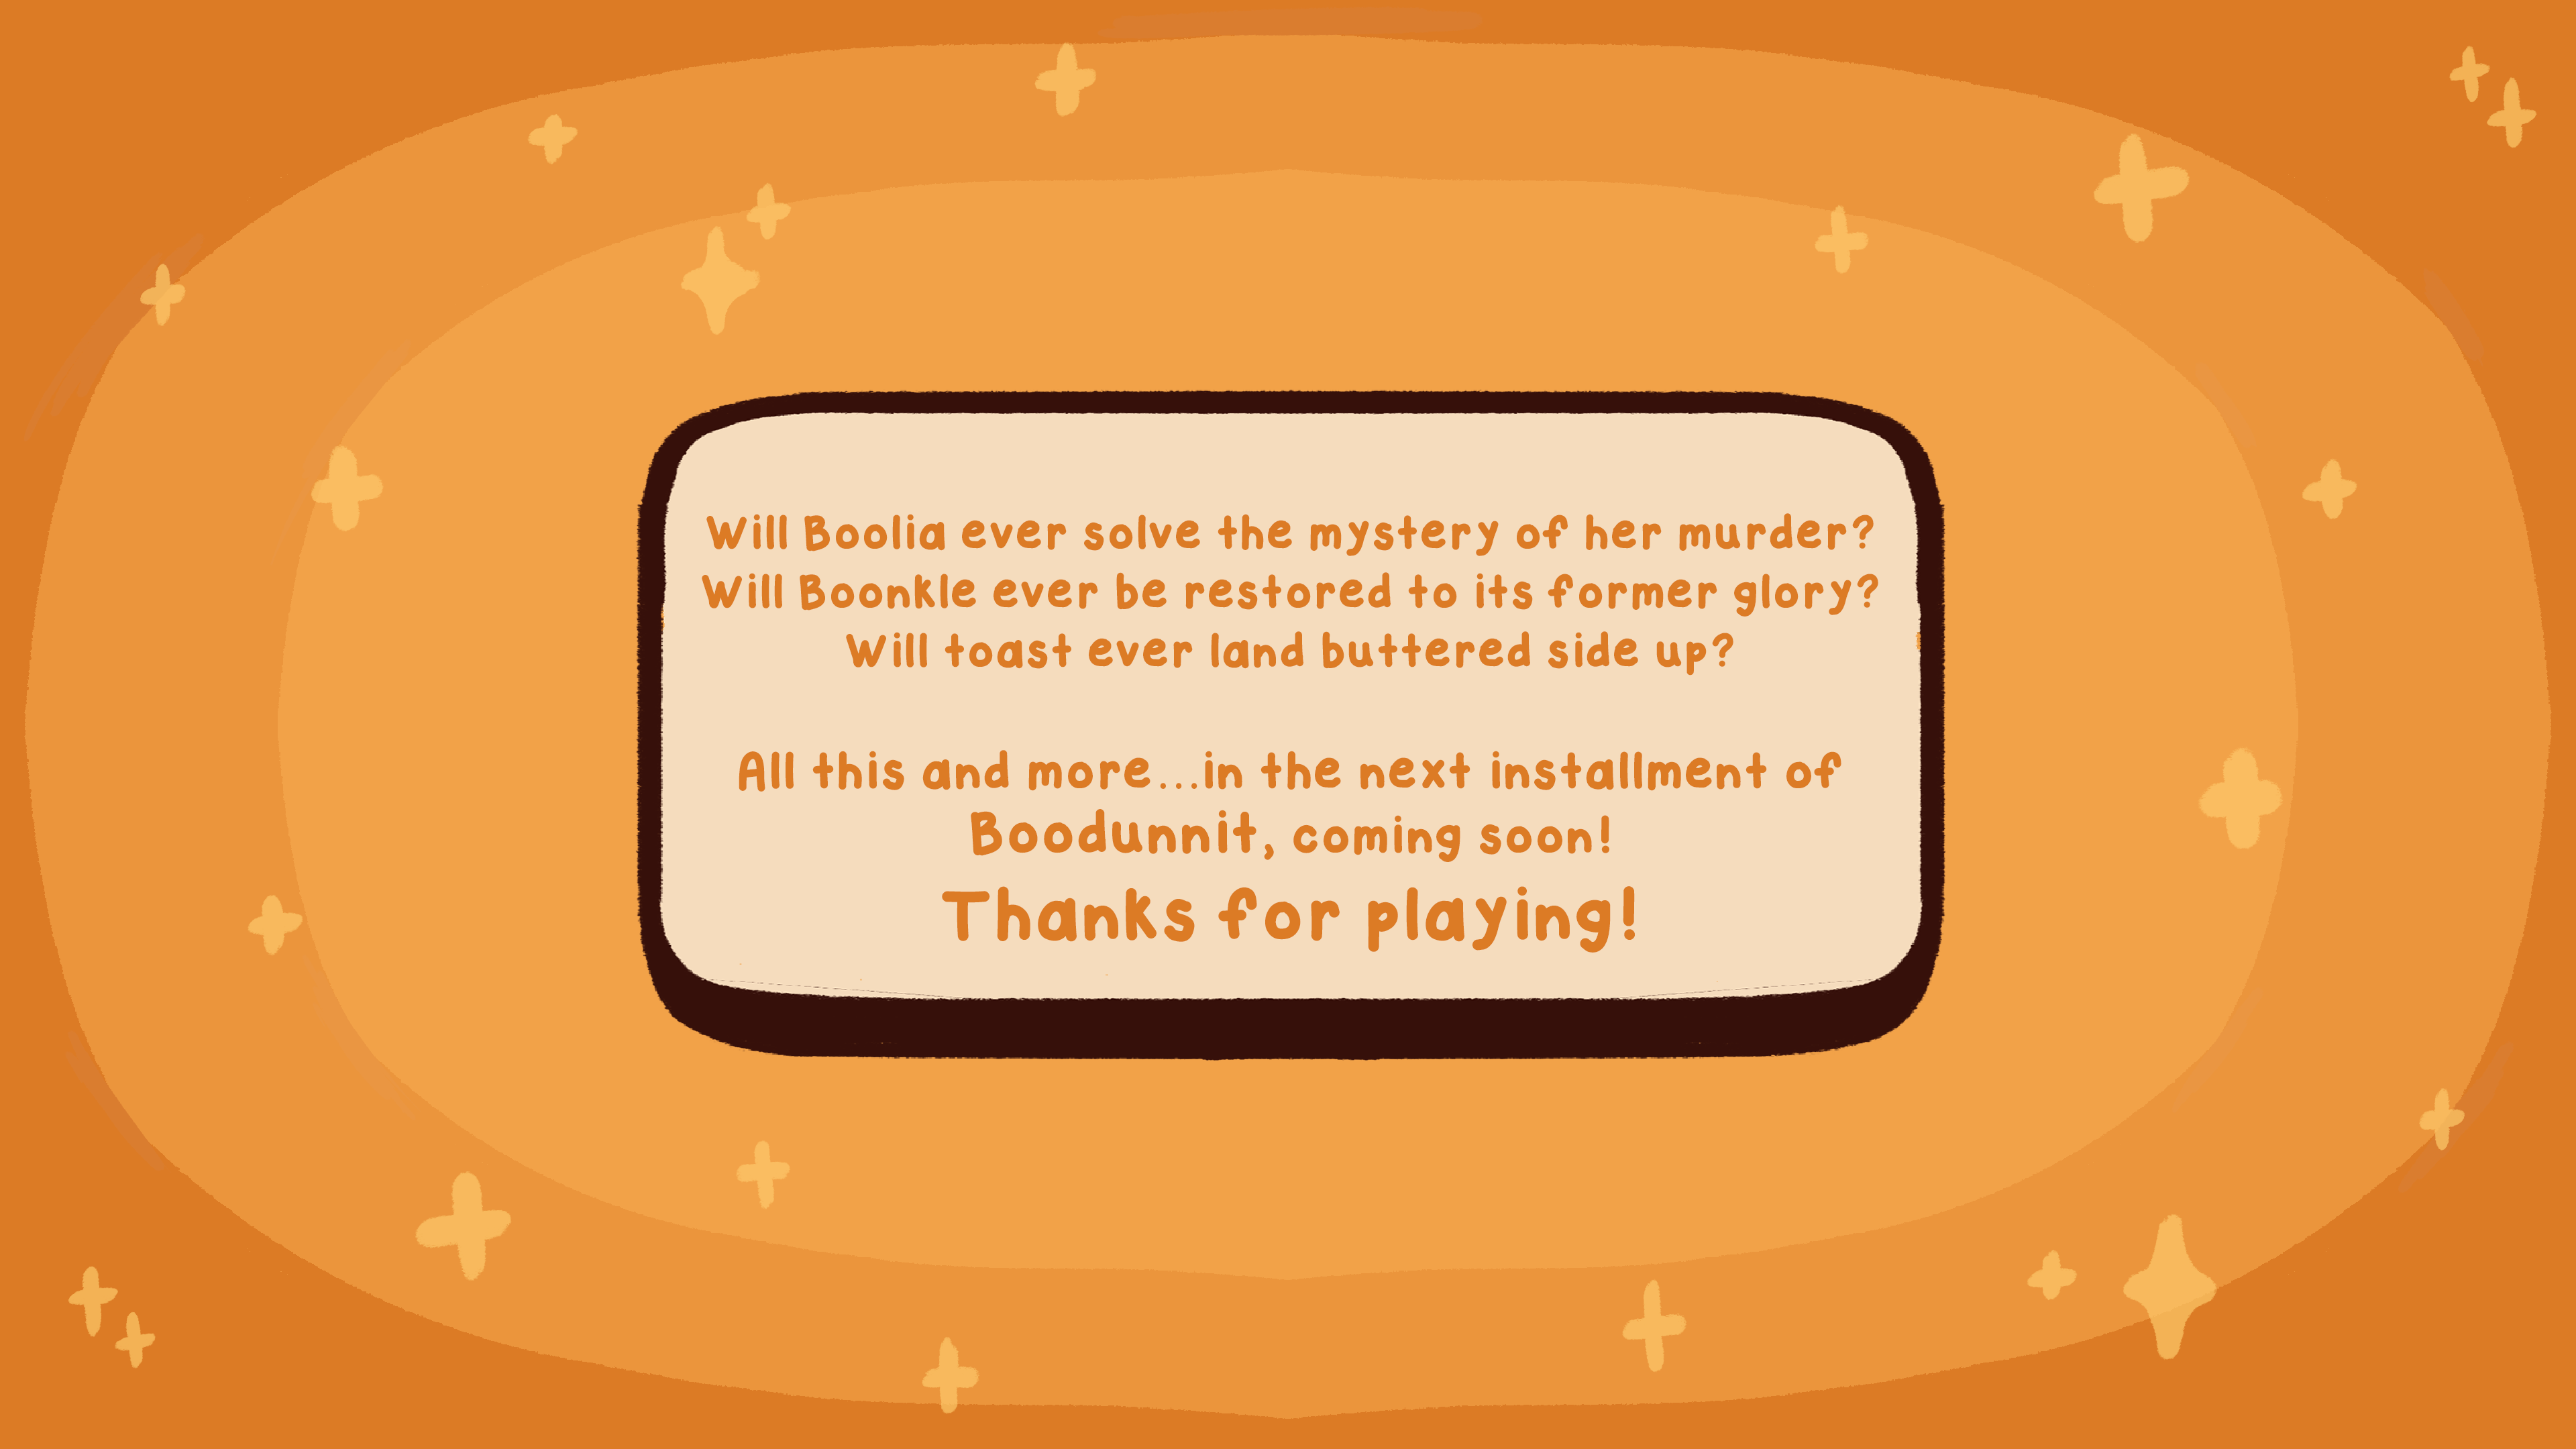 Will Boolia ever solve the mystery of her murder?
Will Boonkle ever be restored to its former glory?
Will toast ever land buttered side up?
All this and more...in the next installment of
Boodunnit, coming soon!
Thanks for playing!